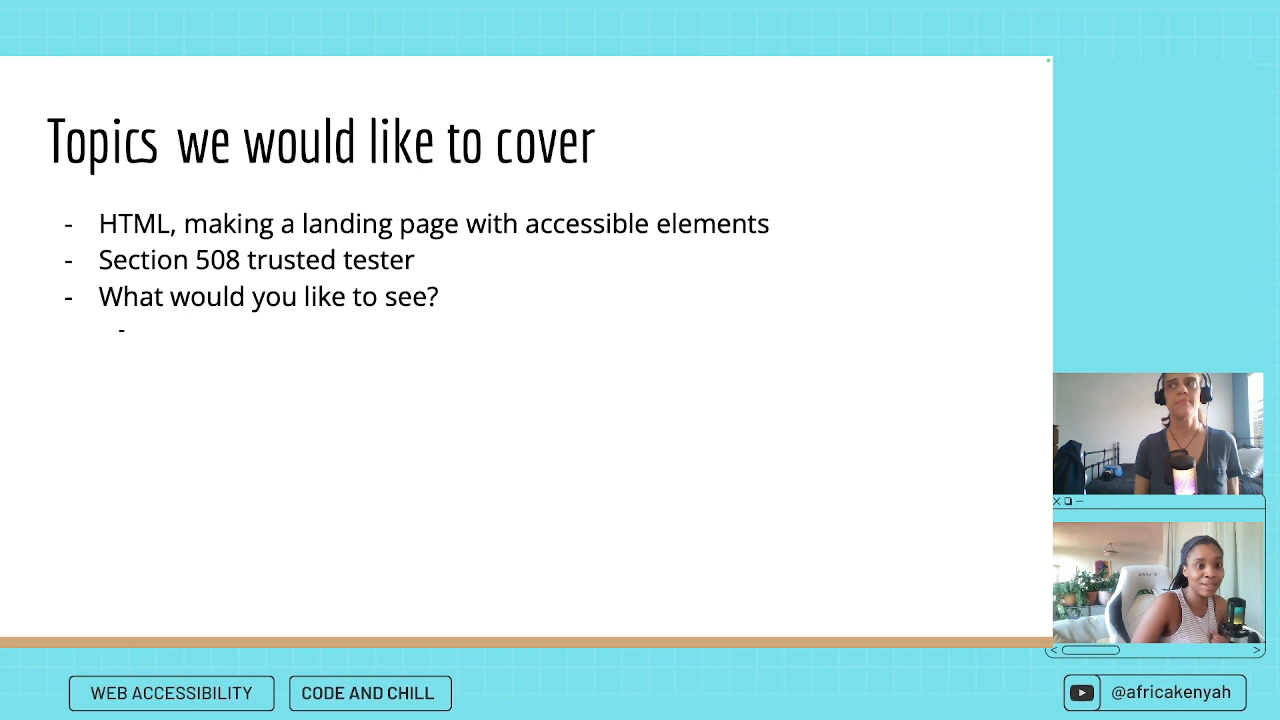 Topics we would like to cover
- HTML, making a landing page with accessible elements
- Section 508 trusted tester
- What would you like to see?
-
WEB ACCESSIBILITY
CODE AND CHILL
@africakenyah